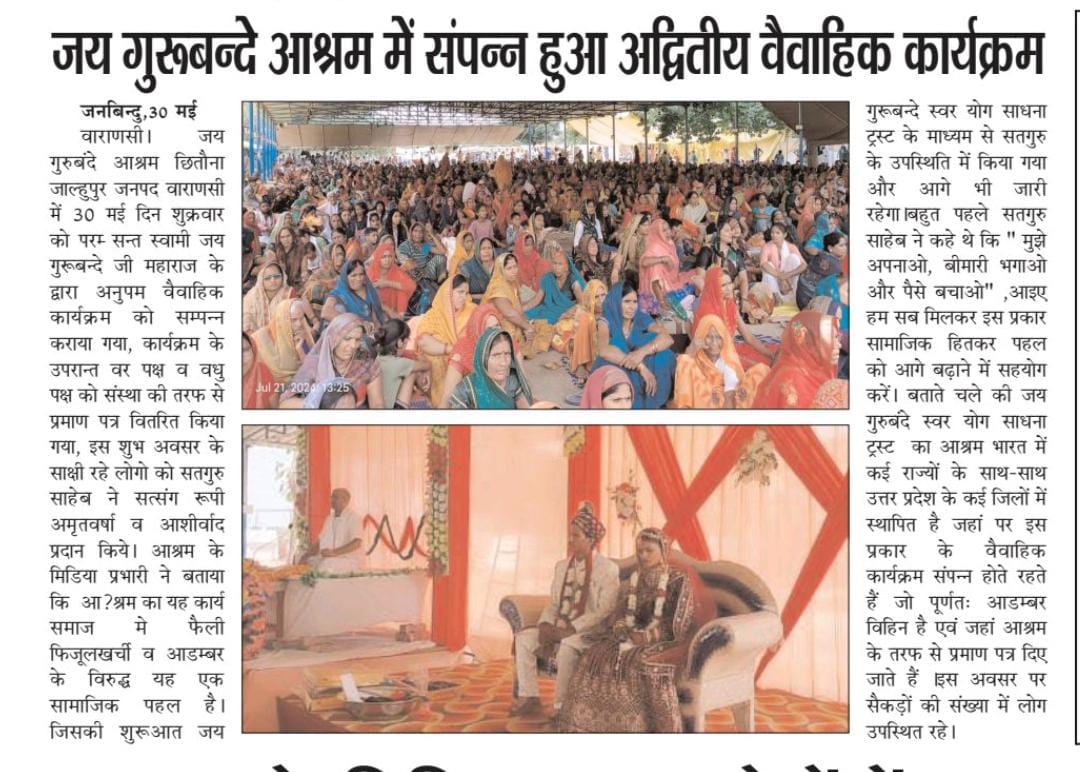 जय गुरूबन्दे आश्रम में संपन्न हुआ अद्वितीय वैवाहिक कार्यक्रम
जनबिन्दु,30 मई
वाराणसी। जय
गुरुबंदे आश्रम छितौना
जाल्हुपुर जनपद वाराणसी
में 30 मई दिन शुक्रवार
को परम सन्त स्वामी जय
गुरूबन्दे जी महाराज के
द्वारा अनुपम वैवाहिक
कार्यक्रम को सम्पन्न
कराया गया, कार्यक्रम के
उपरान्त वर पक्ष व वधु
पक्ष को संस्था की तरफ से
प्रमाण पत्र वितरित किया
गया, इस शुभ अवसर के
साक्षी रहे लोगो को सतगुरु
साहेब ने सत्संग रूपी
अमृतवर्षा व आशीर्वाद
प्रदान किये। आश्रम के
मिडिया प्रभारी ने बताया
कि आ?श्रम का यह कार्य
समाज मे फैली
फिजूलखर्ची व आडम्बर
के विरुद्ध यह एक
सामाजिक पहल है।
जिसकी शुरूआत जय
Jul 21, 2024 13:25
गुरूबन्दे स्वर योग साधना
ट्रस्ट के माध्यम से सतगुरु
के उपस्थिति में किया गया
और आगे भी जारी
रहेगा।बहुत पहले सतगुरु
साहेब ने कहे थे कि " मुझे
अपनाओ, बीमारी भगाओ
और पैसे बचाओ" ,आइए
हम सब मिलकर इस प्रकार
सामाजिक हितकर पहल
को आगे बढ़ाने में सहयोग
करें। बताते चले की जय
गुरुबंदे स्वर योग साधना
ट्रस्ट का आश्रम भारत में
कई राज्यों के साथ-साथ
उत्तर प्रदेश के कई जिलों में
स्थापित है जहां पर इस
प्रकार के वैवाहिक
कार्यक्रम संपन्न होते रहते
हैं जो पूर्णतः आडम्बर
विहिन है एवं जहां आश्रम
के तरफ से प्रमाण पत्र दिए
जाते हैं ।इस अवसर पर
सैकड़ों की संख्या में लोग
उपस्थित रहे।